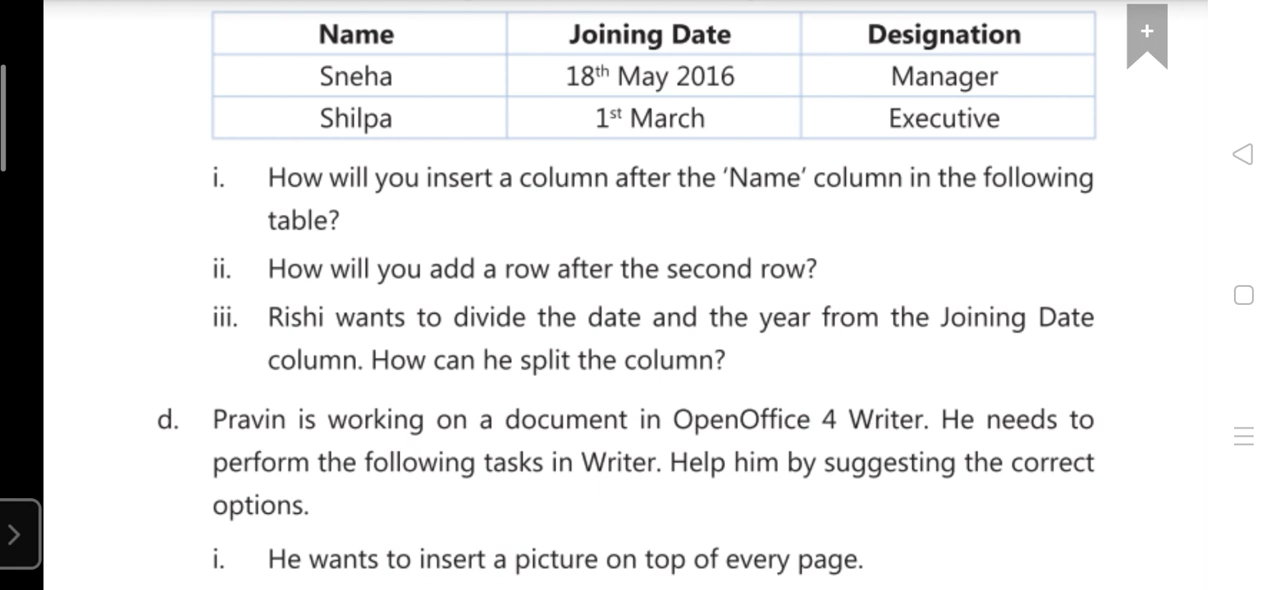 Name Joining Date Designation
Sneha 18th May 2016 Manager
Shilpa 1st March Executive
i. How will you insert a column after the ‘Name’ column in the following
table?
ii. How will you add a row after the second row?
iii. Rishi wants to divide the date and the year from the Joining Date
column. How can he split the column?
d. Pravin is working on a document in OpenOffice 4 Writer. He needs to
perform the following tasks in Writer. Help him by suggesting the correct
options.
i. He wants to insert a picture on top of every page.